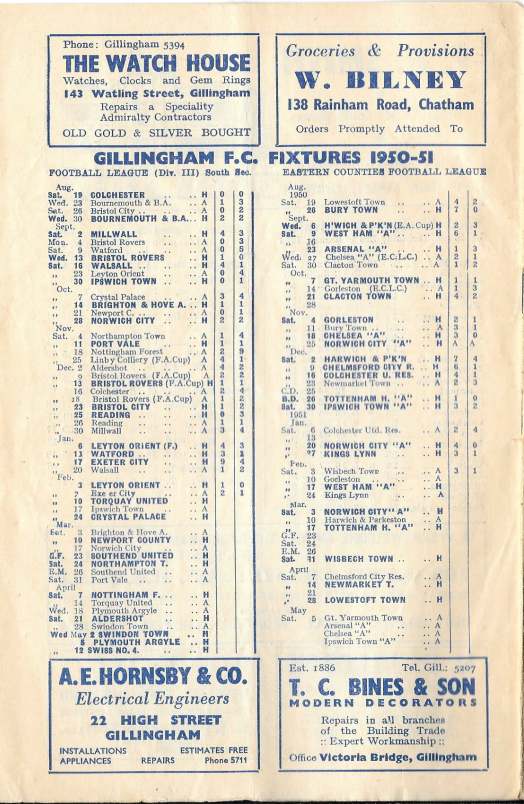 Phone: Gillingham 5394
THE WATCH HOUSE
Watches, Clocks and Gem Rings
143 Watling Street, Gillingham
Repairs a Speciality
Admiralty Contractors
OLD GOLD & SILVER BOUGHT
Groceries & Provisions
W. BILNEY
138 Rainham Road, Chatham
Orders Promptly Attended To
GILLINGHAM F.C. FIXTURES 1950-51
FOOTBALL LEAGUE (Div. III) South Sec.
Aug.
Sat. 19 COLCHESTER .. .. H 0 0
Wed. 23 Bournemouth & B.A. .. A 1 3
Sat. 26 Bristol City .. .. A 0 2
Wed. 30 BOURNEMOUTH & B.A. .. H 2 2
Sept.
Sat. 2 MILLWALL .. .. H 4 3
Mon. 4 Bristol Rovers .. .. A 0 3
Sat. 9 Watford .. .. A 0 5
Wed. 13 BRISTOL ROVERS .. H 1 0
Sat. 16 WALSALL .. .. H 4 1
„ 23 Leyton Orient .. .. A 0 4
„ 30 IPSWICH TOWN .. H 0 1
Oct.
„ 7 Crystal Palace .. .. A 3 4
„ 14 BRIGHTON & HOVE A. .. H 1 1
„ 21 Newport C. .. .. A 0 1
„ 28 NORWICH CITY .. H 2 2
Nov.
Sat. 4 Northampton Town .. A 1 4
„ 11 PORT VALE .. .. H 1 1
„ 18 Nottingham Forest .. A 2 9
„ 25 Linby Colliery (F.A.Cup) A 4 1
Dec. 2 Aldershot .. .. A 4 2
„ 9 Bristol Rovers (F.A.Cup) A 2 2
„ 13 BRISTOL ROVERS (F.A.Cup) H 1 1
„ 16 Colchester .. .. A 2 4
„ 18 Bristol Rovers (F.A.Cup) A 1 2
„ 23 BRISTOL CITY .. H 1 2
„ 25 READING .. .. H 0 3
„ 26 Reading .. .. A 1 1
„ 30 Millwall .. .. A 3 4
Jan.
„ 6 LEYTON ORIENT (F.) .. H 4 3
„ 13 WATFORD .. .. H 3 1
„ 17 EXETER CITY .. H 9 4
„ 20 Walsall .. .. A 1 2
Feb.
„ 3 LEYTON ORIENT .. H 1 0
„ 7 Exeter City .. A 2 1
„ 10 TORQUAY UNITED .. H
„ 17 Ipswich Town .. A
„ 24 CRYSTAL PALACE .. H
Mar.
Sat. 3 Brighton & Hove A. .. A
„ 10 NEWPORT COUNTY .. H
„ 17 Norwich City .. A
G.F. 23 SOUTHEND UNITED .. H
Sat. 24 NORTHAMPTON T. .. H
E.M. 26 Southend United .. A
Sat. 31 Port Vale .. .. A
April
Sat. 7 NOTTINGHAM F. .. H
„ 14 Torquay United .. A
Wed. 18 Plymouth Argyle .. A
Sat. 21 ALDERSHOT .. H
„ 28 Swindon Town .. A
Wed May 2 SWINDON TOWN .. H
„ 5 PLYMOUTH ARGYLE .. H
„ 12 SWISS NO. 4. .. H
EASTERN COUNTIES FOOTBALL LEAGUE
Aug.
1950
Sat. 19 Lowestoft Town .. A 4 2
„ 26 BURY TOWN .. H 7 0
Sept.
Wed. 6 H'WICH & P'K'N (E.A. Cup) H 2 3
Sat. 9 WEST HAM "A" .. .. H 6 1
„ 16
„ 23 ARSENAL "A" .. H 1 3
Wed. 27 Chelsea "A" (E.C.L.C.) .. A 2 1
Sat. 30 Clacton Town .. A 1 2
Oct.
„ 7 GT. YARMOUTH TOWN .. H 1 1
„ 14 Gorleston (E.C.L.C.) .. A 1 3
„ 21 CLACTON TOWN .. H 4 2
„ 28
Nov.
Sat. 4 GORLESTON .. H 2 1
„ 11 Bury Town .. .. A 3 1
„ 18 CHELSEA "A" .. H 3 0
„ 25 NORWICH CITY "A" .. H A A
Dec.
Sat. 2 HARWICH & P'K'N .. H 7 4
„ 9 CHELMSFORD CITY R. .. H 6 1
„ 16 COLCHESTER U. RES. .. H 4 1
„ 23 Newmarket Town .. A 2 3
C.D. 25
B.D. 26 TOTTENHAM H. "A" .. H 1 0
Sat. 30 IPSWICH TOWN "A" .. H 3 2
1951
Jan.
Sat. 6 Colchester Utd. Res. .. A 2 4
„ 13
„ 20 NORWICH CITY "A" .. H 4 0
„ 27 KINGS LYNN .. H 3 1
Feb.
Sat. 3 Wisbech Town .. A 3 1
„ 10 Gorleston .. A
„ 17 WEST HAM "A" .. H
„ 24 Kings Lynn .. A
Mar.
Sat. 3 NORWICH CITY "A" .. H
„ 10 Harwich & Parkeston .. A
„ 17 TOTTENHAM H. "A" .. H
G.F. 23
Sat. 24
E.M. 26
Sat. 31 WISBECH TOWN .. .. H
April
Sat. 7 Chelmsford City Res. .. A
„ 14 NEWMARKET T. .. H
„ 21
„ 28 LOWESTOFT TOWN .. H
May
Sat. 5 Gt. Yarmouth Town .. A
Arsenal "A" .. .. A
Chelsea "A" .. .. A
Ipswich Town "A" .. A
A. E. HORNSBY & CO.
Electrical Engineers
22 HIGH STREET
GILLINGHAM
INSTALLATIONS ESTIMATES FREE
APPLIANCES REPAIRS Phone 5711
Est. 1886 Tel. Gill.: 5207
T. C. BINES & SON
MODERN DECORATORS
Repairs in all branches
of the Building Trade
:: Expert Workmanship ::
Office Victoria Bridge, Gillingham